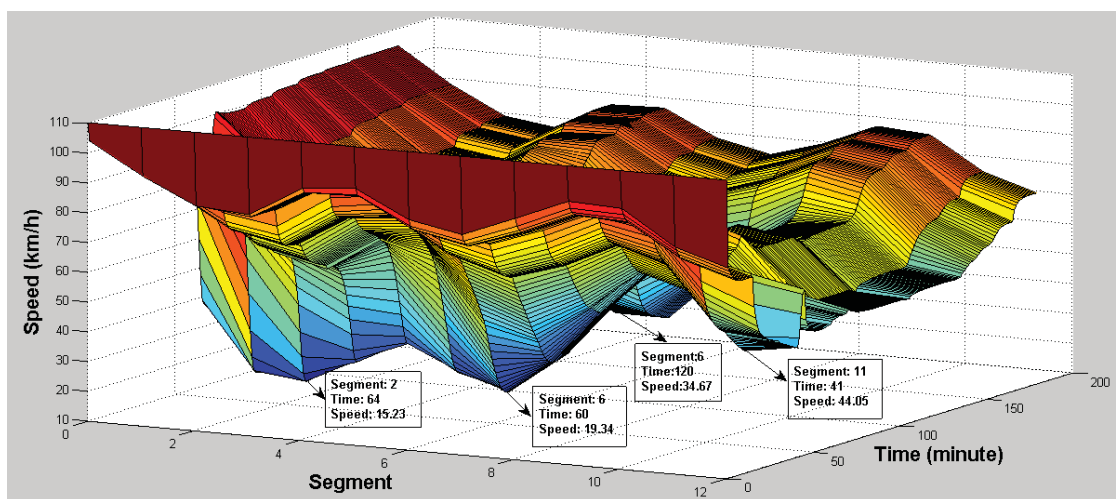 110
100
90
80
70
60
50
40
30
20
10
Speed (km/h)
0
2
4
6
8
10
12
Segment
0
50
100
150
200
Time (minute)
Segment: 2
Time: 64
Speed: 15.23
Segment: 6
Time: 60
Speed: 19.34
Segment:6
Time:120
Speed:34.67
Segment: 11
Time: 41
Speed: 44.05